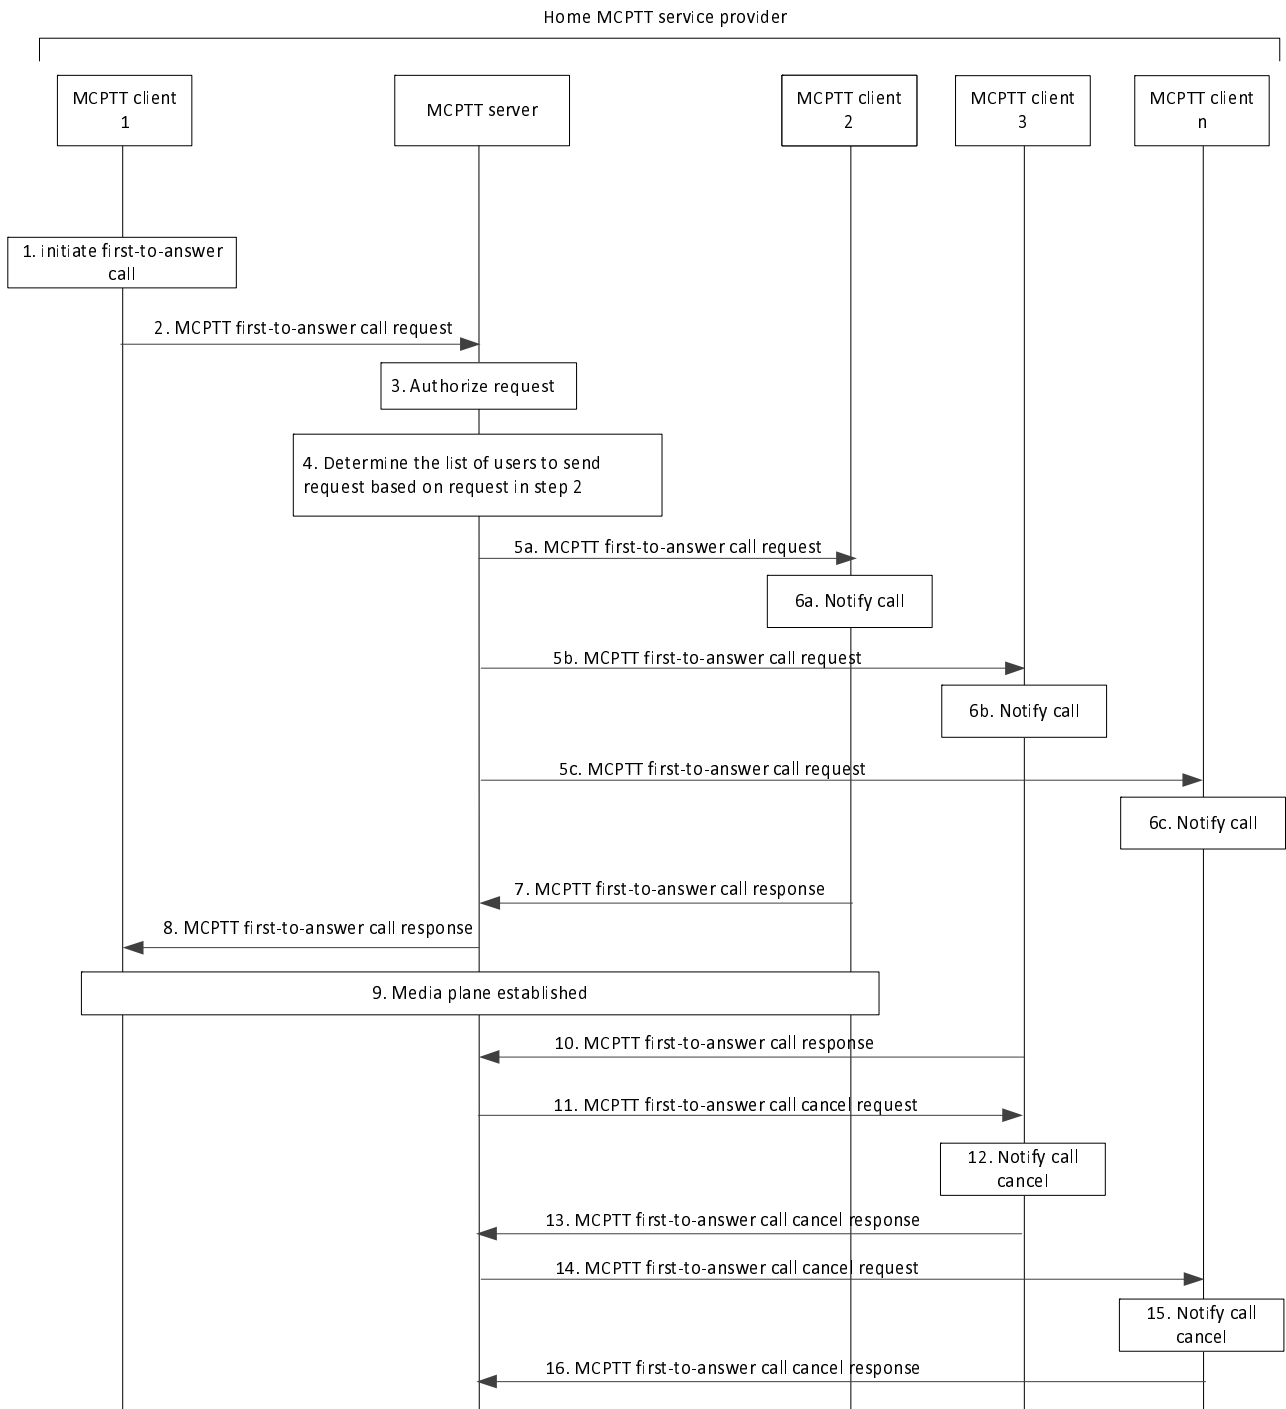 Home MCPTT service provider
MCPTT client
1
MCPTT server
MCPTT client
2
MCPTT client
3
MCPTT client
n
1. initiate first-to-answer
call
2. MCPTT first-to-answer call request
3. Authorize request
4. Determine the list of users to send
request based on request in step 2
5a. MCPTT first-to-answer call request
6a. Notify call
5b. MCPTT first-to-answer call request
6b. Notify call
5c. MCPTT first-to-answer call request
6c. Notify call
7. MCPTT first-to-answer call response
8. MCPTT first-to-answer call response
9. Media plane established
10. MCPTT first-to-answer call response
11. MCPTT first-to-answer call cancel request
12. Notify call
cancel
13. MCPTT first-to-answer call cancel response
14. MCPTT first-to-answer call cancel request
15. Notify call
cancel
16. MCPTT first-to-answer call cancel response